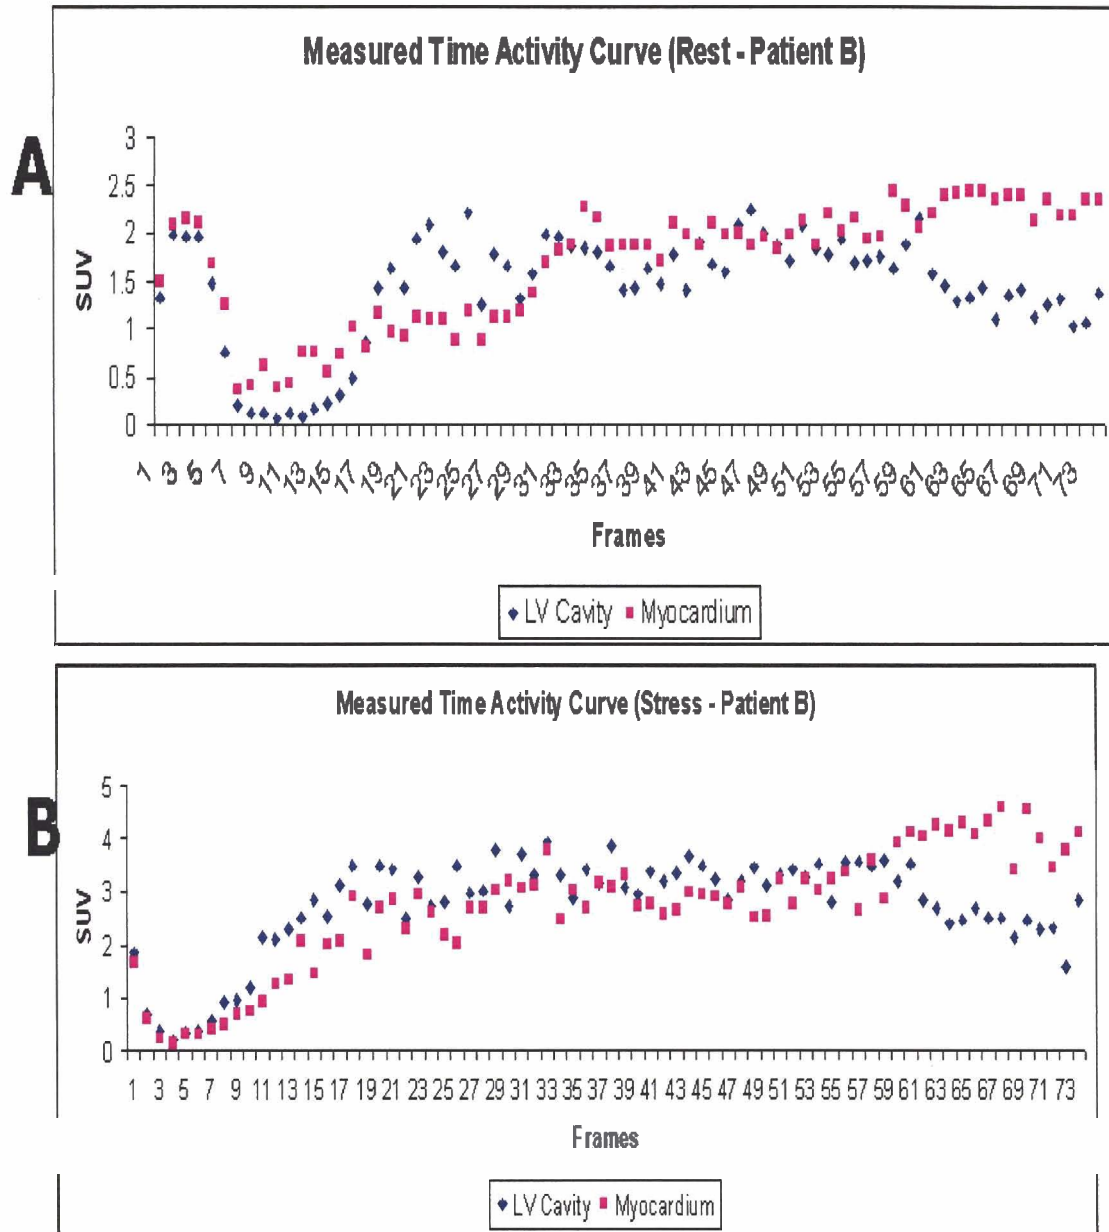 A
Measured Time Activity Curve (Rest - Patient B)
3
2.5
2
1.5
1
0.5
0
SUV
1 3 5 7 9 11 13 15 17 19 21 23 25 27 29 31 33 35 37 39 41 43 45 47 49 51 53 55 57 59 61 63 65 67 69 71 73
Frames
LV Cavity Myocardium
B
Measured Time Activity Curve (Stress - Patient B)
5
4
3
2
1
0
SUV
1 3 5 7 9 11 13 15 17 19 21 23 25 27 29 31 33 35 37 39 41 43 45 47 49 51 53 55 57 59 61 63 65 67 69 71 73
Frames
LV Cavity Myocardium